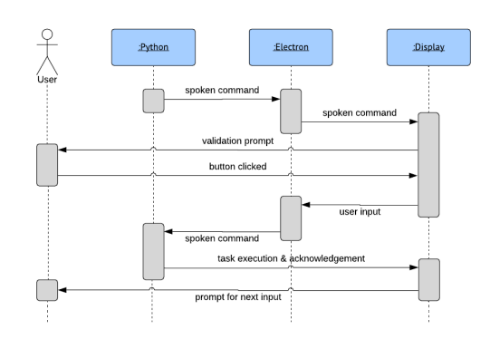 :Python
:Electron
:Display
User
spoken command
spoken command
validation prompt
button clicked
user input
spoken command
task execution & acknowledgement
prompt for next input